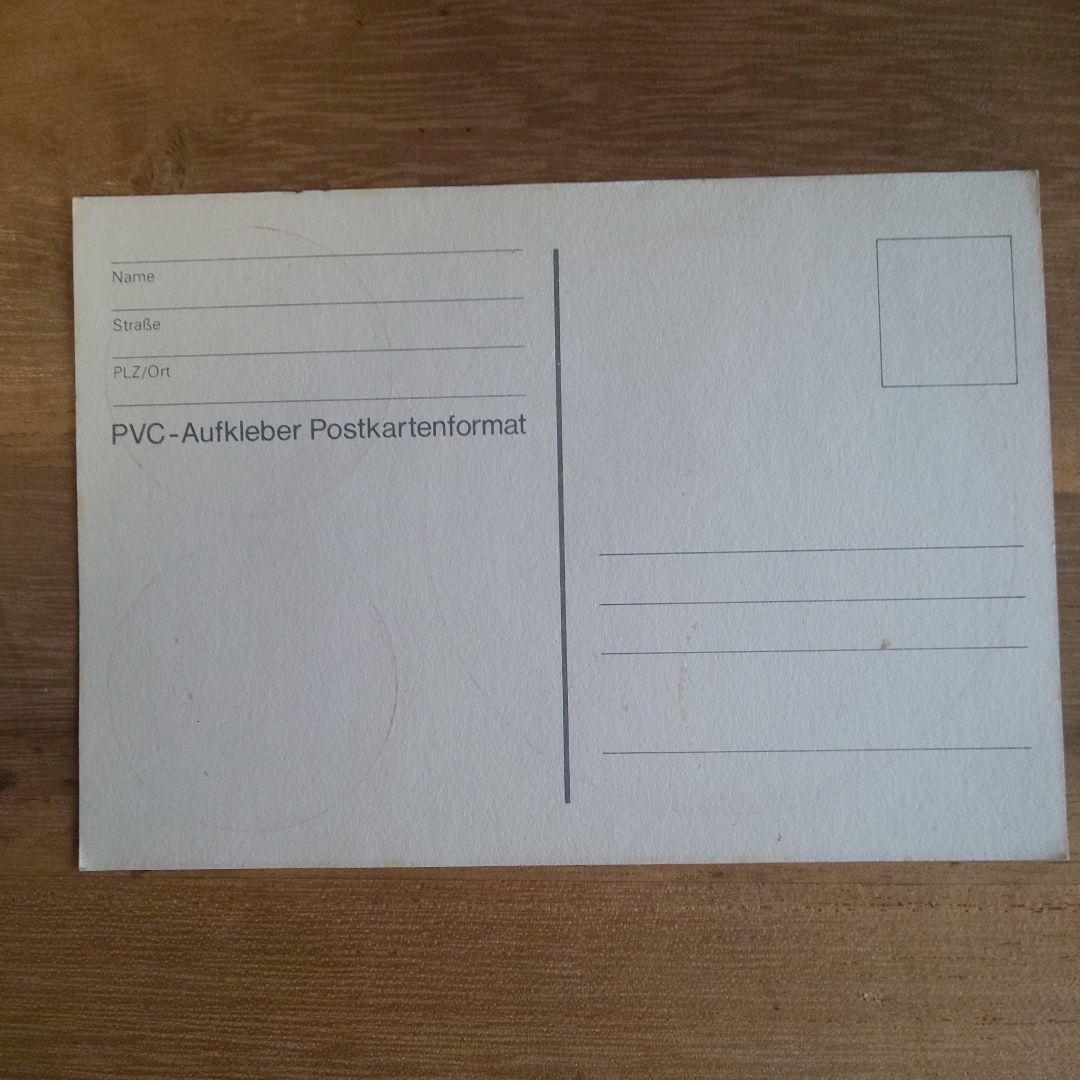 Name
Straße
PLZ/Ort
PVC-Aufkleber Postkartenformat